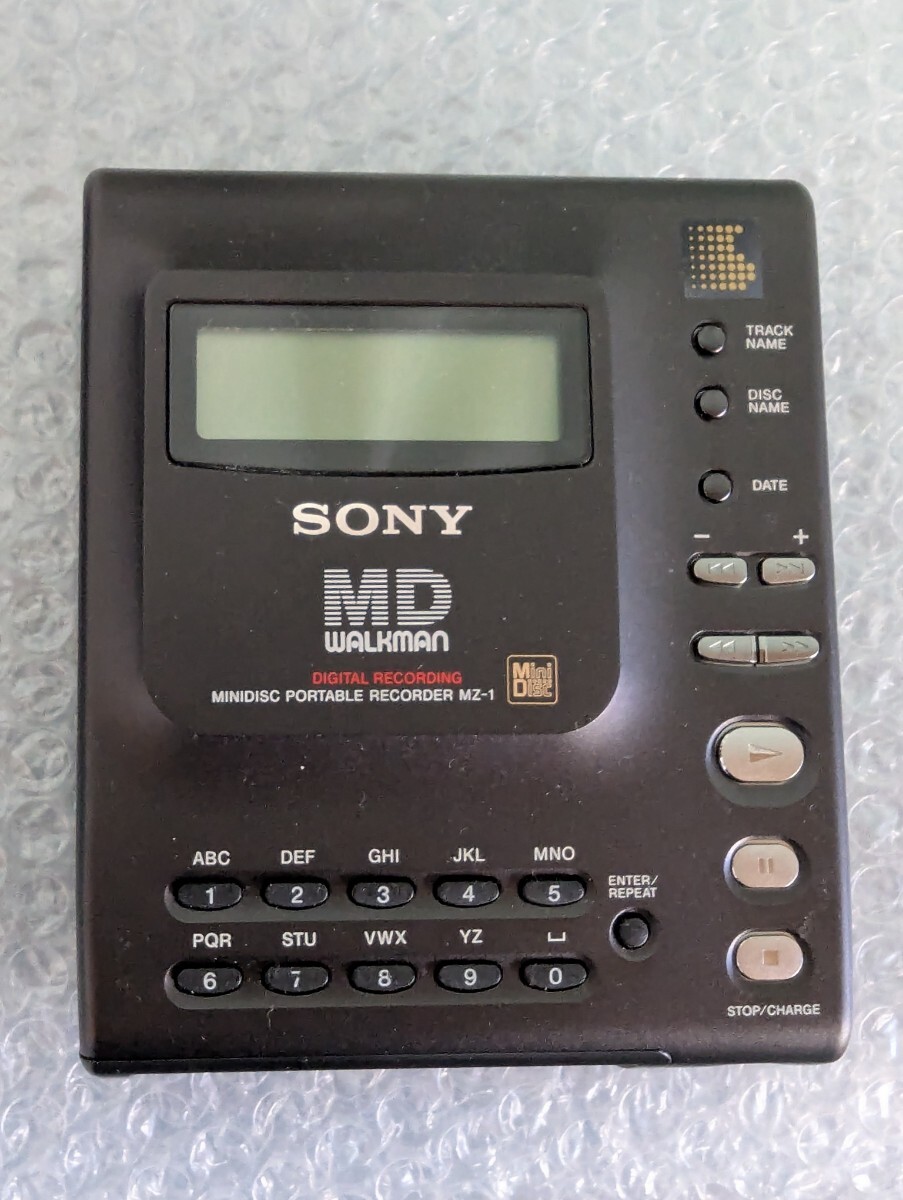 TRACK
NAME
DISC
NAME
DATE
- +
SONY
MD
WALKMAN
DIGITAL RECORDING
MINIDISC PORTABLE RECORDER MZ-1
Mini
Disc
ABC DEF GHI JKL MNO
1 2 3 4 5
ENTER/
REPEAT
PQR STU VWX YZ ⌴
6 7 8 9 0
STOP/CHARGE